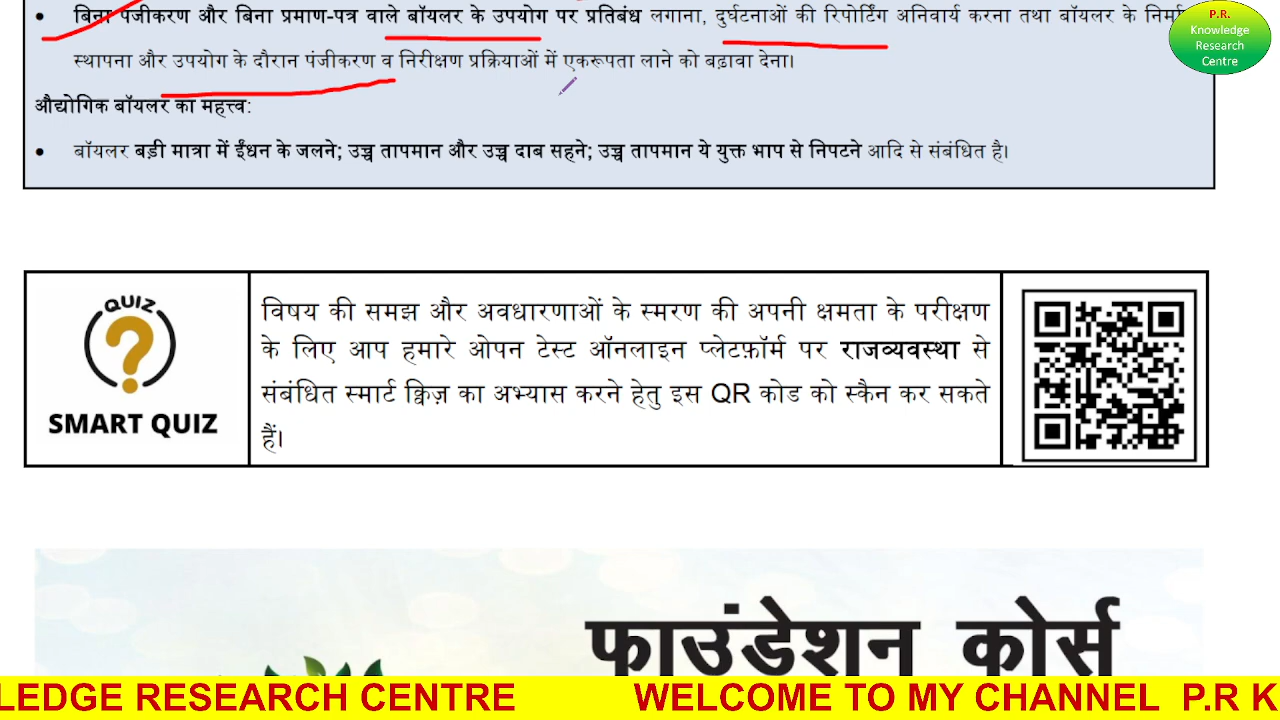 बिना पंजीकरण और बिना प्रमाण-पत्र वाले बॉयलर के उपयोग पर प्रतिबंध लगाना, दुर्घटनाओं की रिपोर्टिंग अनिवार्य करना तथा बॉयलर के
P.R.
Knowledge
Research
Centre
स्थापना और उपयोग के दौरान पंजीकरण व निरीक्षण प्रक्रियाओं में एकरूपता लाने को बढ़ावा देना।
औद्योगिक बॉयलर का महत्त्व:
• बॉयलर बड़ी मात्रा में ईंधन के जलने; उच्च तापमान और उच्च दाब सहने; उच्च तापमान ये युक्त भाप से निपटने आदि से संबंधित है।
QUIZ
SMART QUIZ
विषय की समझ और अवधारणाओं के स्मरण की अपनी क्षमता के परीक्षण
के लिए आप हमारे ओपन टेस्ट ऑनलाइन प्लेटफ़ॉर्म पर राजव्यवस्था से
संबंधित स्मार्ट क्विज़ का अभ्यास करने हेतु इस QR कोड को स्कैन कर सकते
हैं।
फाउंडेशन कोर्स
LEDGE RESEARCH CENTRE WELCOME TO MY CHANNEL P.R K